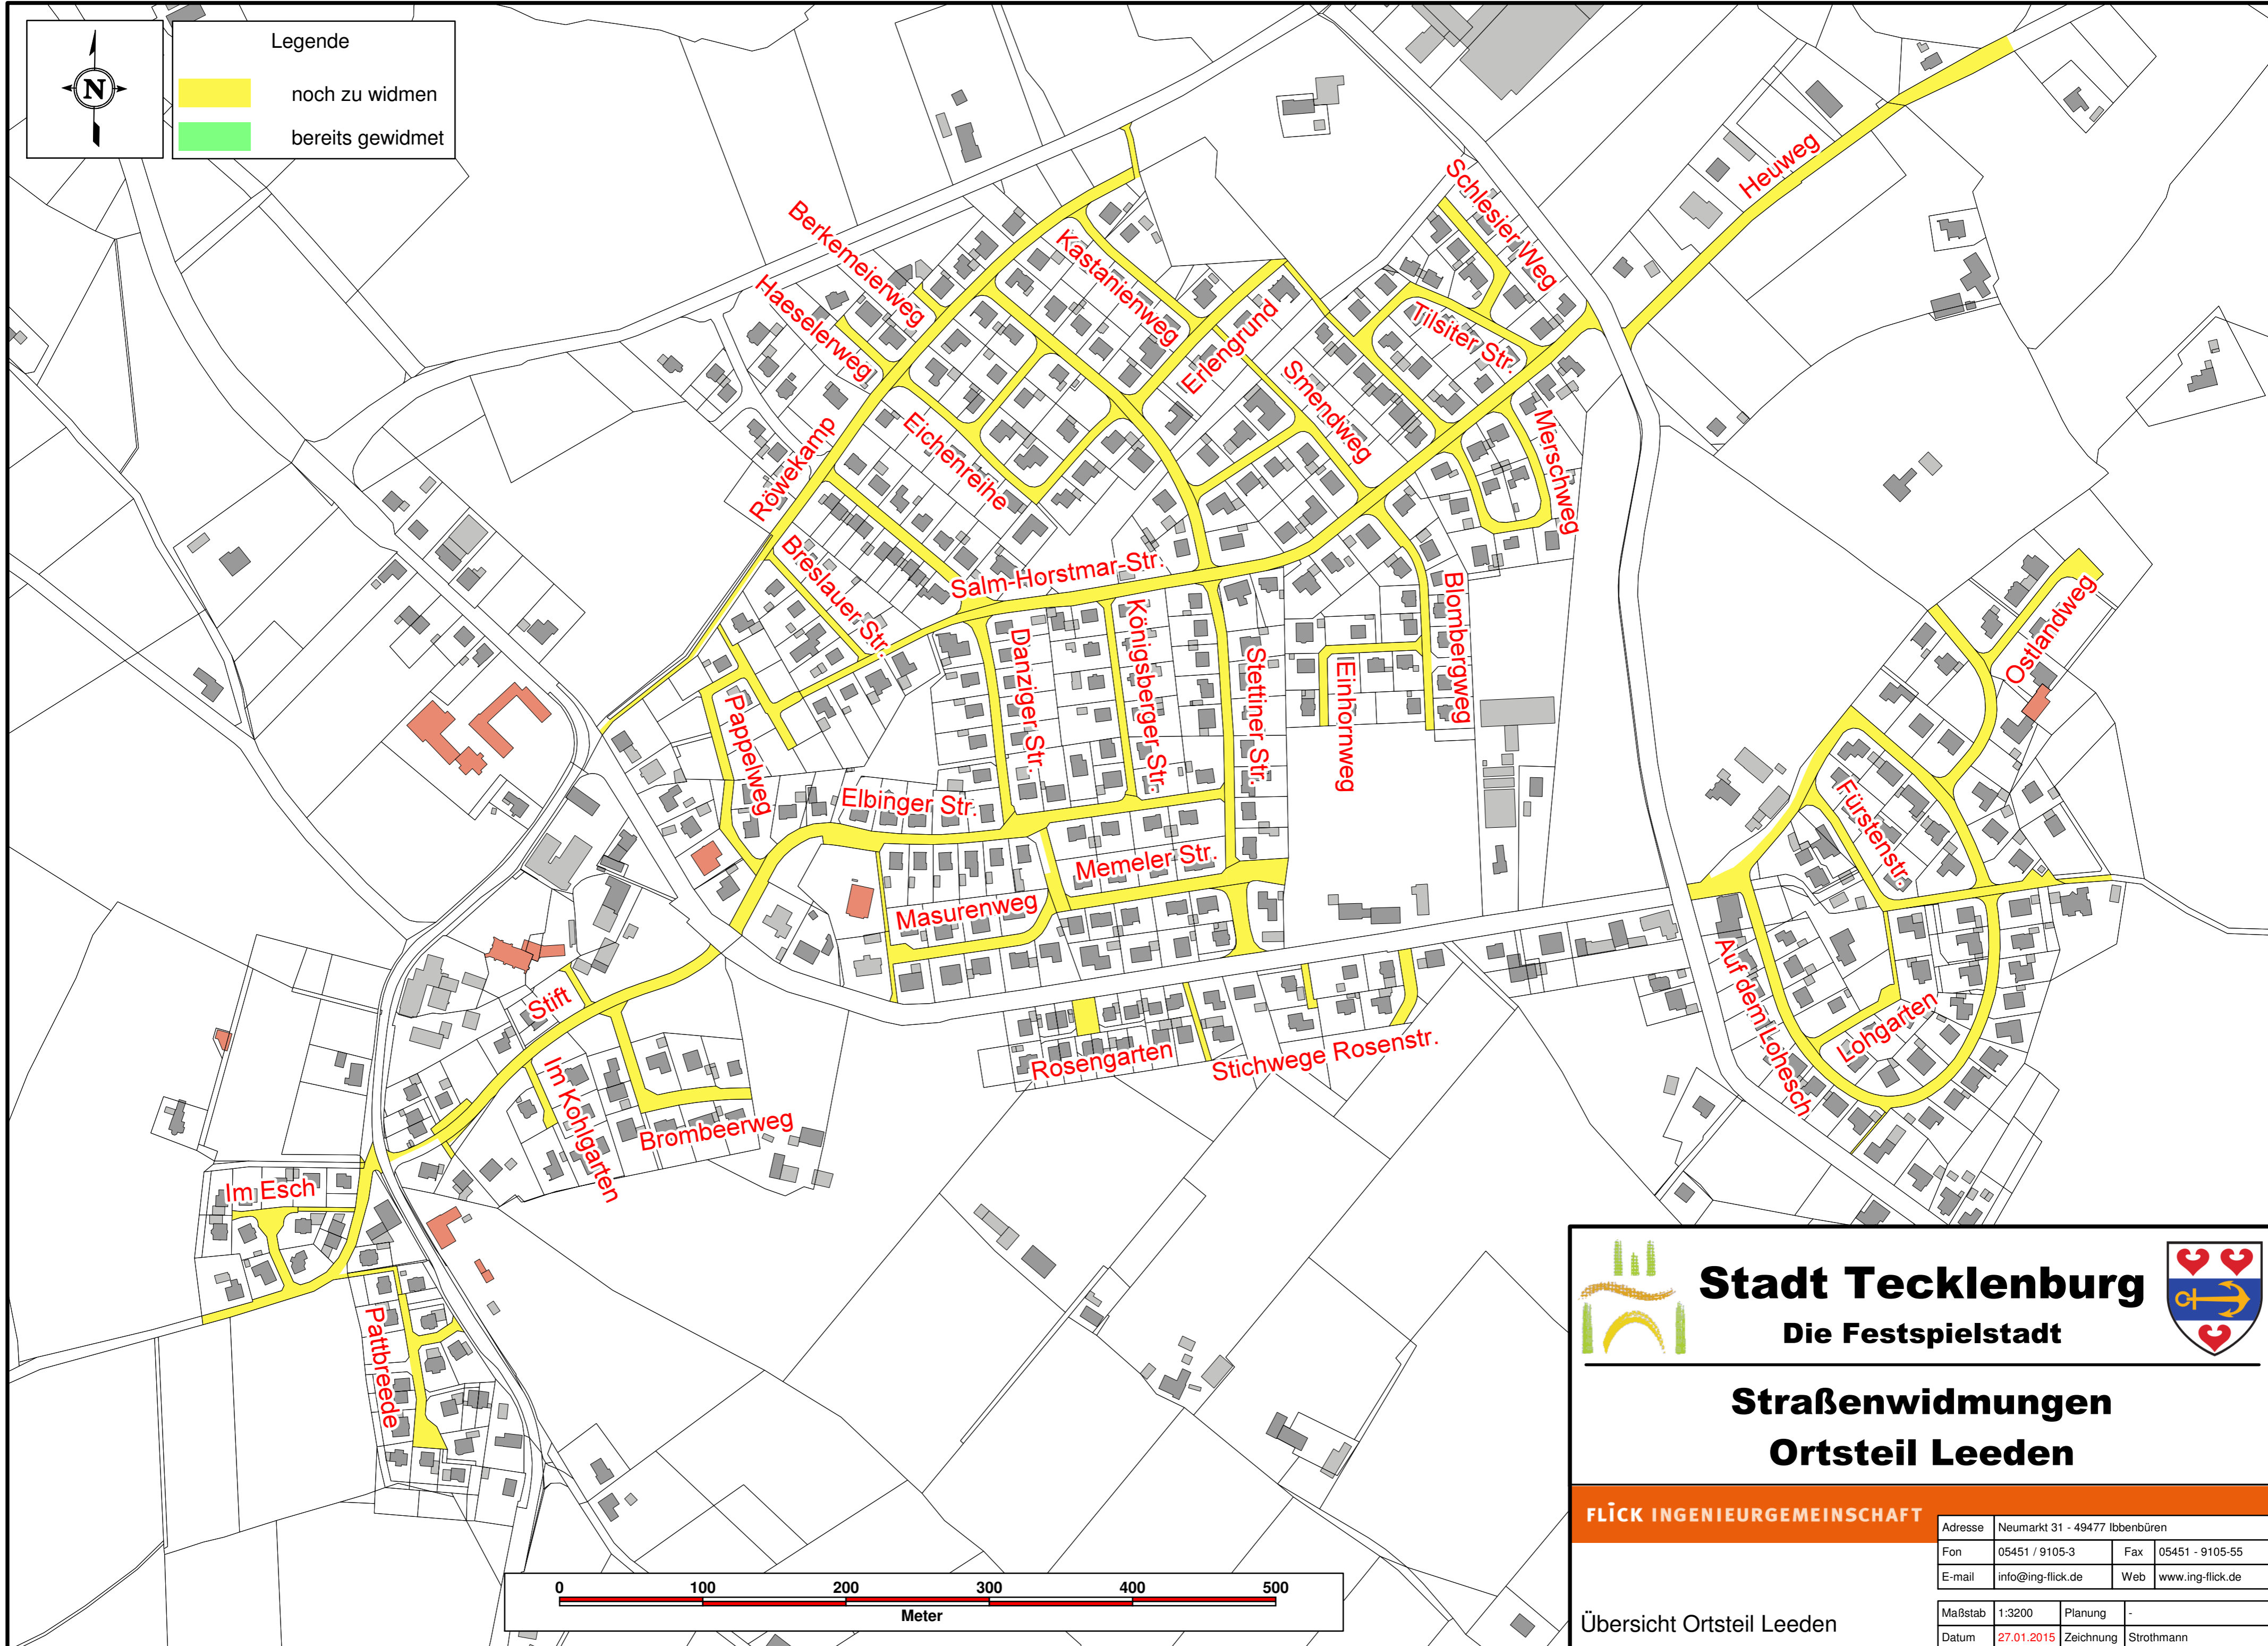 N
Legende
noch zu widmen
bereits gewidmet
Heuweg
Schlesier Weg
Berkemeierweg
Kastanienweg
Haeselerweg
Erlengrund
Tilsiter Str.
Smendweg
Merschweg
Eichenreihe
Röwekamp
Breslauer Str.
Salm-Horstmar-Str.
Blombergweg
Ostlandweg
Danziger Str.
Königsberger Str.
Stettiner Str.
Einhornweg
Pappelweg
Elbinger Str.
Fürstenstr.
Memeler Str.
Masurenweg
Auf dem Lohesch
Lohgarten
Stift
Rosengarten
Stichwege Rosenstr.
Im Kohlgarten
Brombeerweg
Im Esch
Pattbreede
Stadt Tecklenburg
Die Festspielstadt
Straßenwidmungen
Ortsteil Leeden
FLiCK INGENIEURGEMEINSCHAFT
Adresse Neumarkt 31 - 49477 Ibbenbüren
Fon 05451 / 9105-3 Fax 05451 - 9105-55
E-mail info@ing-flick.de Web www.ing-flick.de
Übersicht Ortsteil Leeden
Maßstab 1:3200 Planung -
Datum 27.01.2015 Zeichnung Strothmann
0 100 200 300 400 500
Meter